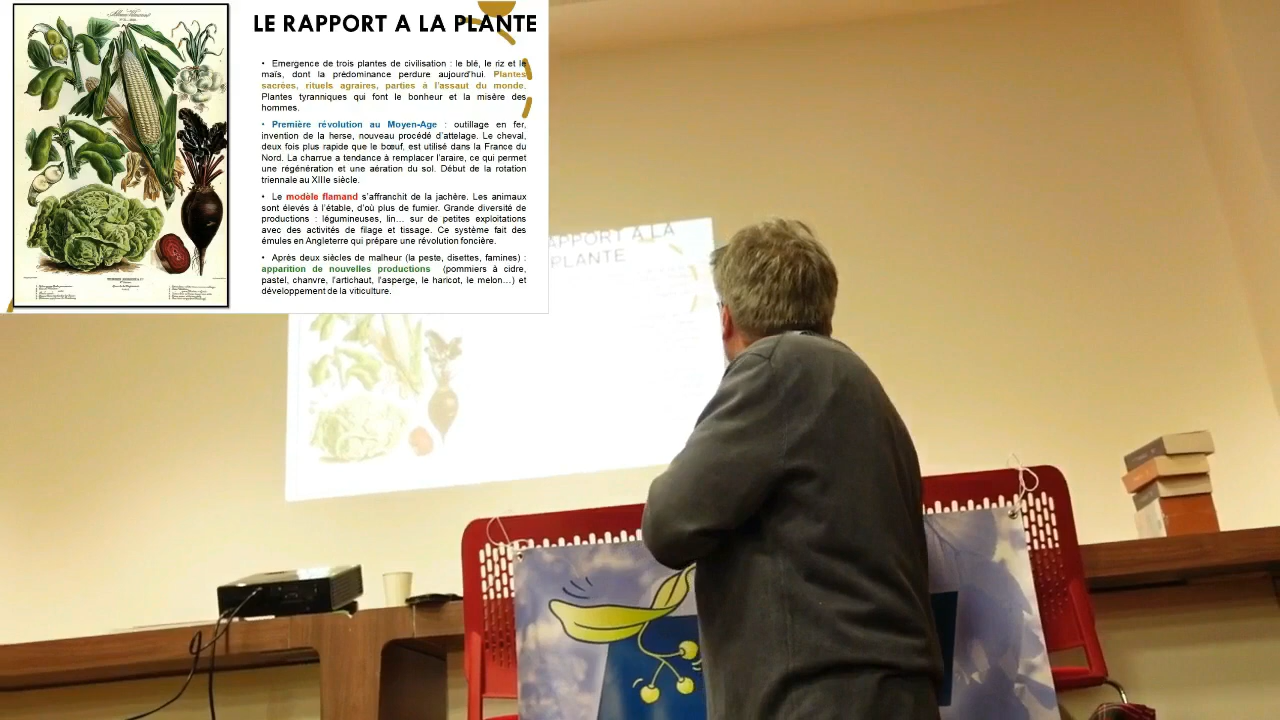 LE RAPPORT A LA PLANTE
• Emergence de trois plantes de civilisation : le blé, le riz et le
maïs, dont la prédominance perdure aujourd'hui. Plantes
sacrées, rituels agraires, parties à l'assaut du monde.
Plantes tyranniques qui font le bonheur et la misère des
hommes.
• Première révolution au Moyen-Age : outillage en fer,
invention de la herse, nouveau procédé d'attelage. Le cheval,
deux fois plus rapide que le bœuf, est utilisé dans la France du
Nord. La charrue a tendance à remplacer l'araire, ce qui permet
une régénération et une aération du sol. Début de la rotation
triennale au XIIIe siècle.
• Le modèle flamand s'affranchit de la jachère. Les animaux
sont élevés à l'étable, d'où plus de fumier. Grande diversité de
productions : légumineuses, lin… sur de petites exploitations
avec des activités de filage et tissage. Ce système fait des
émules en Angleterre qui prépare une révolution foncière.
• Après deux siècles de malheur (la peste, disettes, famines) :
apparition de nouvelles productions (pommiers à cidre,
pastel, chanvre, l'artichaut, l'asperge, le haricot, le melon…) et
développement de la viticulture.
APPORT A LA
PLANTE